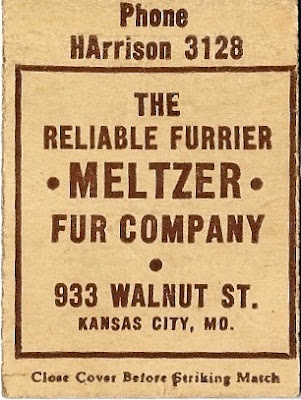 Phone
HArrison 3128
THE
RELIABLE FURRIER
• MELTZER •
FUR COMPANY
•
933 WALNUT ST.
KANSAS CITY, MO.
Close Cover Before Striking Match